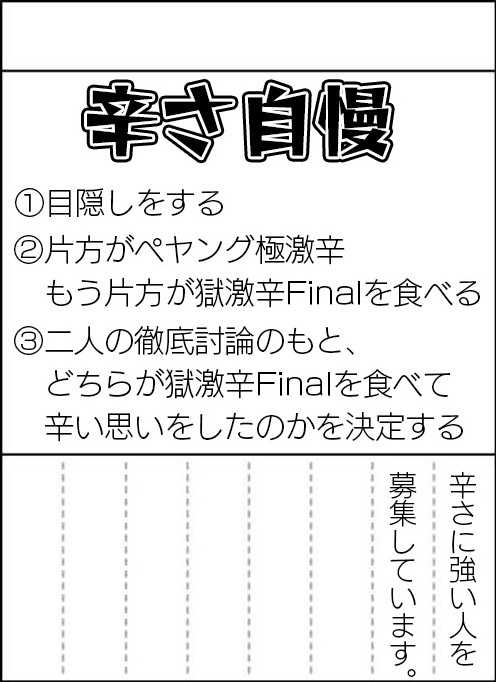 辛さ自慢
①目隠しをする
②片方がペヤング極激辛
もう片方が獄激辛Finalを食べる
③二人の徹底討論のもと、
どちらが獄激辛Finalを食べて
辛い思いをしたのかを決定する
辛さに強い人を
募集しています。